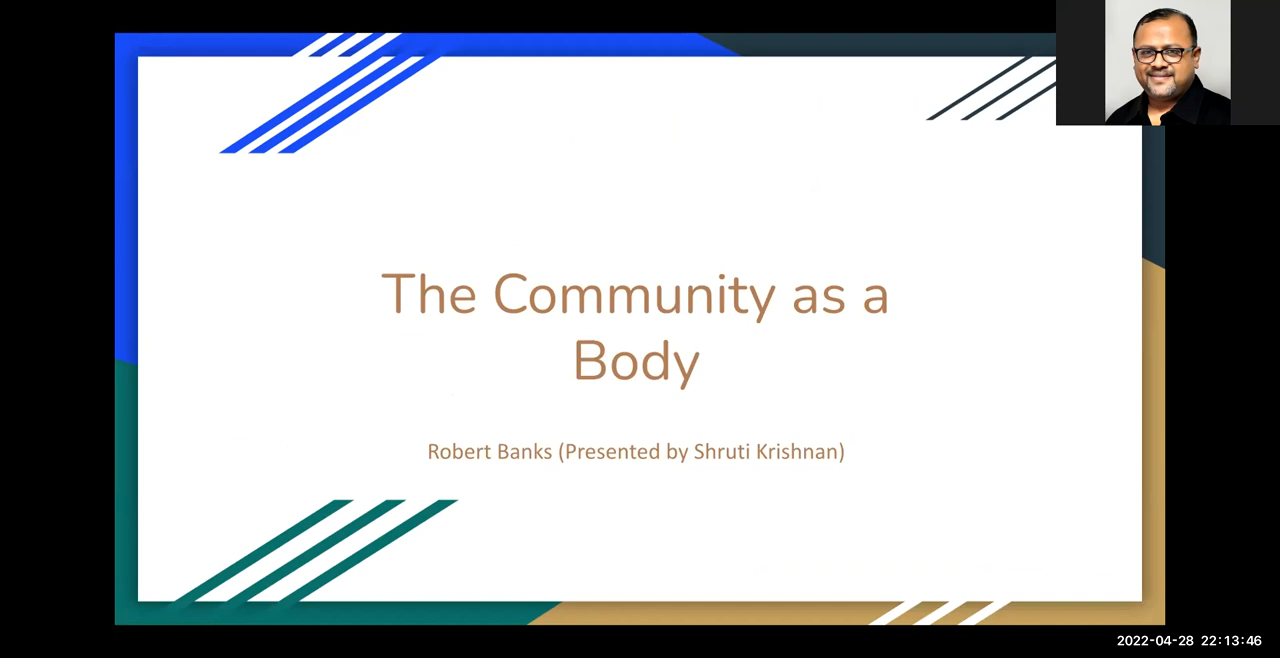 The Community as a
Body
Robert Banks (Presented by Shruti Krishnan)
2022-04-28 22:13:46